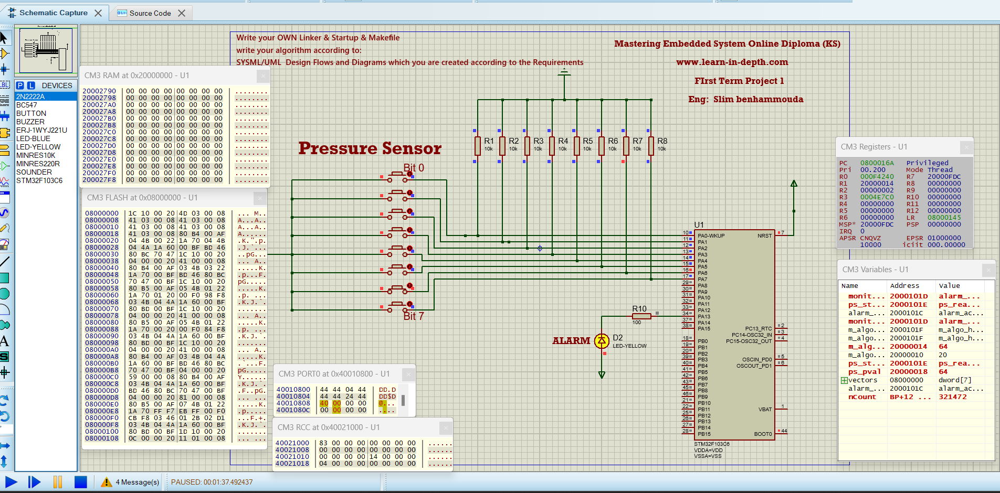 Schematic Capture
Source Code
Write your OWN Linker & Startup & Makefile
write your algorithm according to:
SYSML/UML Design Flows and Diagrams which you are created according to the Requirements
Mastering Embedded System Online Diploma (KS)
www.learn-in-depth.com
FIrst Term Project 1
Eng: Slim benhammouda
P L DEVICES
2N2222A
BC547
BUTTON
BUZZER
ERJ-1WYJ221U
LED-BLUE
LED-YELLOW
MINRES10K
MINRES220R
SOUNDER
STM32F103C6
CM3 RAM at 0x20000000 - U1
20002790 00 00 00 00 00 00 00 00 ........
20002798 00 00 00 00 00 00 00 00 ........
200027A0 00 00 00 00 00 00 00 00 ........
200027A8 00 00 00 00 00 00 00 00 ........
200027B0 00 00 00 00 00 00 00 00 ........
200027B8 00 00 00 00 00 00 00 00 ........
200027C0 00 00 00 00 00 00 00 00 ........
200027C8 00 00 00 00 00 00 00 00 ........
200027D0 00 00 00 00 00 00 00 00 ........
200027D8 00 00 00 00 00 00 00 00 ........
200027E0 00 00 00 00 00 00 00 00 ........
200027E8 00 00 00 00 00 00 00 00 ........
200027F0 00 00 00 00 00 00 00 00 ........
200027F8 00 00 00 00 00 00 00 00 ........
CM3 FLASH at 0x08000000 - U1
08000000 1C 10 00 20 4D 03 00 08 ... M..
08000008 41 03 00 08 41 03 00 08 A...A..
08000010 41 03 00 08 41 03 00 08 A...A..
08000018 41 03 00 08 80 B4 00 AF A......
08000020 04 4B 00 22 1A 70 04 4B .K.".p.
08000028 04 4A 1A 60 00 BF BD 46 .J.`...
08000030 80 BC 70 47 1C 10 00 20 ..pG...
08000038 04 00 00 20 41 00 00 08 ... A..
08000040 80 B4 00 AF 03 4B 03 22 .....K.
08000048 1A 70 00 BF BD 46 80 BC .p...F.
08000050 70 47 00 BF 1C 10 00 20 pG.....
08000058 80 B5 00 AF 05 4B 01 22 .....K.
08000060 1A 70 01 20 00 F0 98 F8 .p. ...
08000068 03 4B 04 4A 1A 60 00 BF .K.J.`.
08000070 80 BD 00 BF 1C 10 00 20 .......
08000078 04 00 00 20 41 00 00 08 ... A..
08000080 80 B5 00 AF 05 4B 01 22 .....K.
08000088 1A 70 00 20 00 F0 84 F8 .p. ...
08000090 03 4B 04 4A 1A 60 00 BF .K.J.`.
08000098 80 BD 00 BF 1C 10 00 20 .......
080000A0 04 00 00 20 41 00 00 08 ... A..
080000A8 80 B4 00 AF 03 4B 04 4A .....K.
080000B0 1A 60 00 BF BD 46 80 BC .`...F.
080000B8 70 47 00 BF 04 00 00 20 pG.....
080000C0 59 00 00 08 80 B4 00 AF Y......
080000C8 03 4B 04 4A 1A 60 00 BF .K.J.`.
080000D0 BD 46 80 BC 70 47 00 BF .F..pG.
080000D8 04 00 00 20 81 00 00 08 ... ...
080000E0 80 B5 00 AF 07 4B 01 22 .....K.
080000E8 1A 70 FF F7 EB FF 00 F0 .p.....
080000F0 CB F8 03 46 01 2B 02 D1 ...F.+.
080000F8 03 4B 04 4A 1A 60 00 BF .K.J.`.
08000100 80 BD 00 BF 1D 10 00 20 .......
08000108 0C 00 00 20 11 01 00 08 ... ...
Pressure Sensor
Bit 0
Bit 7
R1
10k
R2
10k
R3
10k
R4
10k
R5
10k
R6
10k
R7
10k
R8
10k
R10
100
ALARM
D2
LED-YELLOW
U1
10 PA0-WKUP
11 PA1
12 PA2
13 PA3
14 PA4
15 PA5
16 PA6
17 PA7
29 PA8
30 PA9
31 PA10
32 PA11
33 PA12
34 PA13
37 PA14
38 PA15
18 PB0
19 PB1
20 PB2
39 PB3
40 PB4
41 PB5
42 PB6
43 PB7
45 PB8
46 PB9
21 PB10
22 PB11
25 PB12
26 PB13
27 PB14
28 PB15
NRST 7
PC13_RTC 2
PC14-OSC32_IN 3
PC15-OSC32_OUT 4
OSCIN_PD0 5
OSCOUT_PD1 6
VBAT 1
BOOT0 44
STM32F103C6
VDDA=VDD
VSSA=VSS
CM3 PORT0 at 0x40010800 - U1
40010800 44 44 04 44 DD.D
40010804 44 44 24 44 DD$D
40010808 40 00 00 00 @...
4001080C 00 00 00 00 ....
CM3 RCC at 0x40021000 - U1
40021000 83 00 00 00 00 00 00 00 ......
40021008 00 00 00 00 00 00 00 00 ......
40021010 00 00 00 00 14 00 00 00 ......
40021018 04 00 00 00 00 00 00 00 ......
CM3 Registers - U1
PC 0800016A Privileged
Pri 00.200 Mode Thread
R0 000F4240 R7 20000FDC
R1 20000014 R8 00000000
R2 00000002 R9 00000000
R3 0004E7C0 R10 00000000
R4 00000000 R11 00000000
R5 00000000 R12 00000000
R6 00000000 LR 08000145
MSP* 20000FDC PSP 00000000
IRQ 0
APSR CNQVZ EPSR 01000000
10000 iciit 000.00000
CM3 Variables - U1
Name Address Value
monit... 2000101D alarm_...
ps_st... 2000101E ps_rea...
alarm_... 2000101C alarm_ac...
monit... 2000101D alarm_...
m_algo... 2000101F m_algo_h...
m_algo... 2000101F m_algo_h...
m_alg... 20000014 64
m_algo... 20000010 20
ps_st... 2000101E ps_rea...
ps_pval 20000018 64
vectors 08000000 dword[7]
alarm_... 2000101C alarm_ac...
nCount BP+12 ... 321472
4 Message(s)
PAUSED: 00:01:37.492437